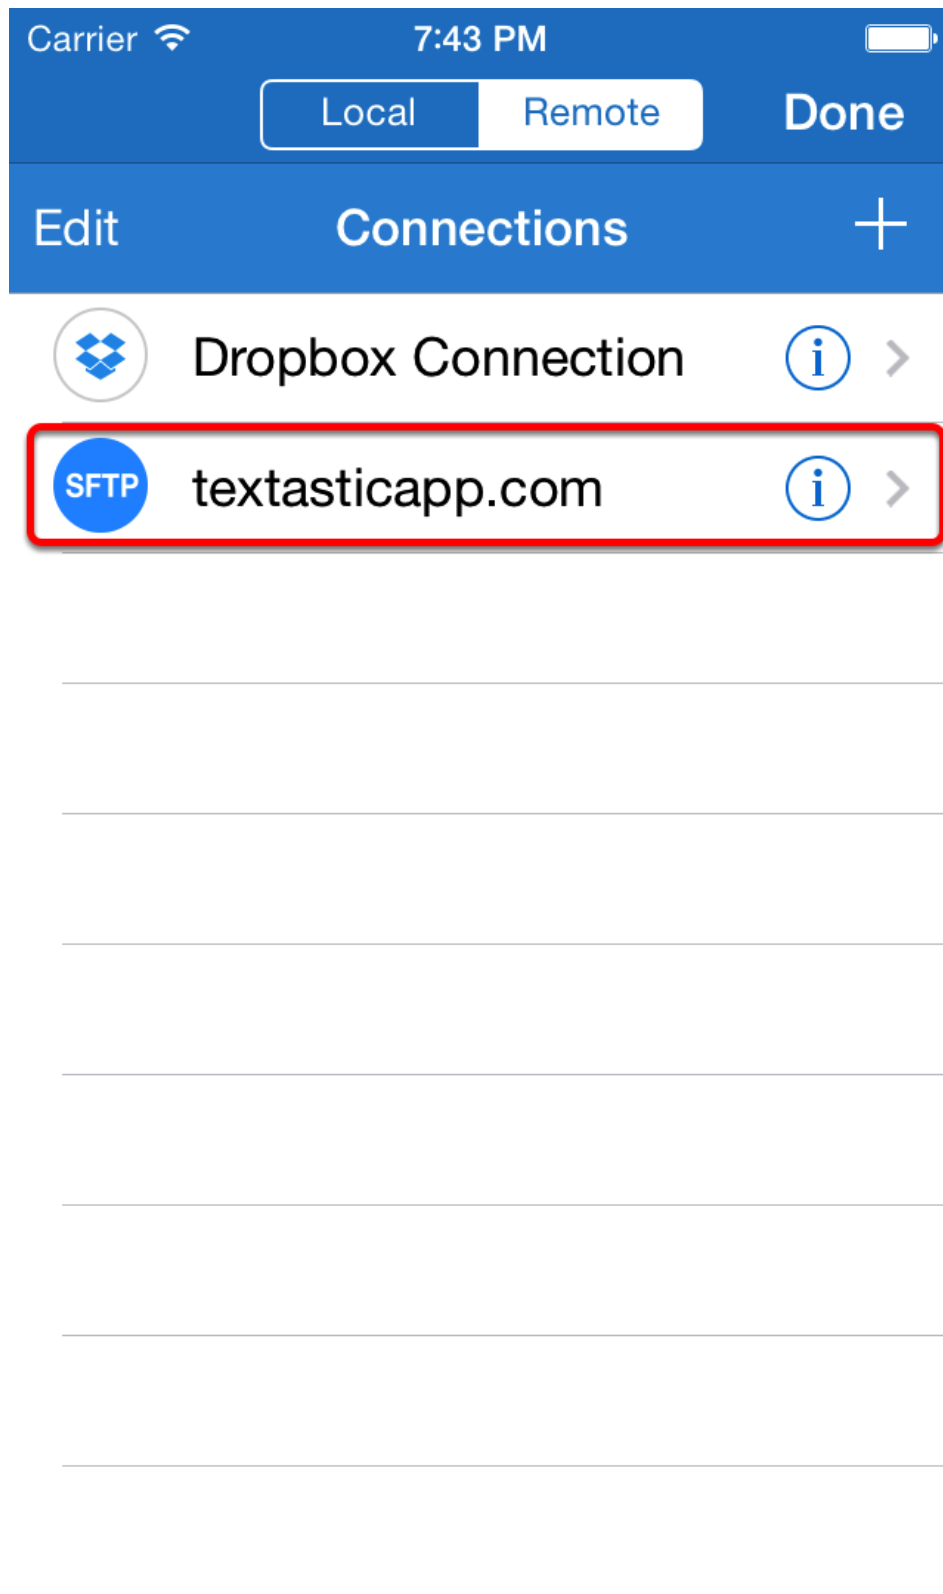 Carrier 7:43 PM
Local Remote Done
Edit Connections +
Dropbox Connection i
SFTP textasticapp.com i